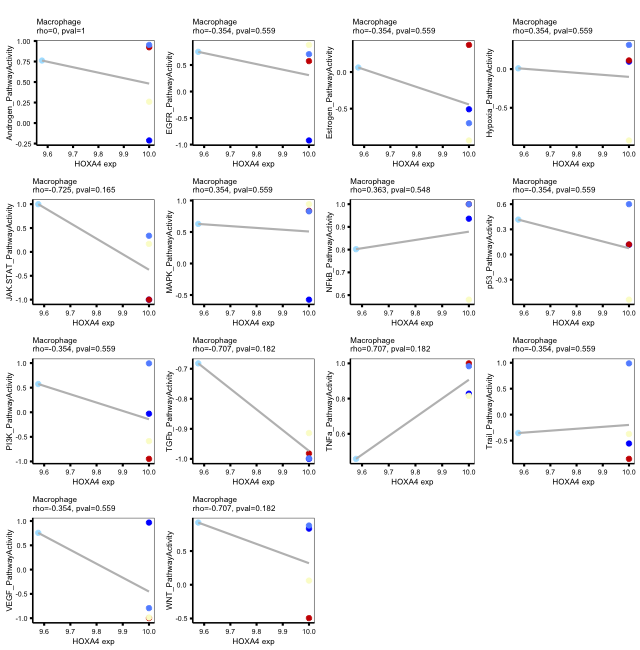 Macrophage
rho=0, pval=1
Androgen_PathwayActivity
1.00
0.75
0.50
0.25
0.00
-0.25
9.6 9.7 9.8 9.9 10.0
HOXA4 exp
Macrophage
rho=-0.354, pval=0.559
EGFR_PathwayActivity
0.5
0.0
-0.5
-1.0
9.6 9.7 9.8 9.9 10.0
HOXA4 exp
Macrophage
rho=-0.354, pval=0.559
Estrogen_PathwayActivity
0.0
-0.5
9.6 9.7 9.8 9.9 10.0
HOXA4 exp
Macrophage
rho=0.354, pval=0.559
Hypoxia_PathwayActivity
0.0
-0.5
9.6 9.7 9.8 9.9 10.0
HOXA4 exp
Macrophage
rho=-0.725, pval=0.165
JAK.STAT_PathwayActivity
1.0
0.5
0.0
-0.5
-1.0
9.6 9.7 9.8 9.9 10.0
HOXA4 exp
Macrophage
rho=0.354, pval=0.559
MAPK_PathwayActivity
1.0
0.5
0.0
-0.5
9.6 9.7 9.8 9.9 10.0
HOXA4 exp
Macrophage
rho=0.363, pval=0.548
NFkB_PathwayActivity
1.0
0.9
0.8
0.7
0.6
9.6 9.7 9.8 9.9 10.0
HOXA4 exp
Macrophage
rho=-0.354, pval=0.559
p53_PathwayActivity
0.6
0.3
0.0
-0.3
9.6 9.7 9.8 9.9 10.0
HOXA4 exp
Macrophage
rho=-0.354, pval=0.559
PI3K_PathwayActivity
1.0
0.5
0.0
-0.5
-1.0
9.6 9.7 9.8 9.9 10.0
HOXA4 exp
Macrophage
rho=-0.707, pval=0.182
TGFb_PathwayActivity
-0.7
-0.8
-0.9
-1.0
9.6 9.7 9.8 9.9 10.0
HOXA4 exp
Macrophage
rho=0.707, pval=0.182
TNFa_PathwayActivity
1.0
0.8
0.6
9.6 9.7 9.8 9.9 10.0
HOXA4 exp
Macrophage
rho=-0.354, pval=0.559
Trail_PathwayActivity
1.0
0.5
0.0
-0.5
9.6 9.7 9.8 9.9 10.0
HOXA4 exp
Macrophage
rho=-0.354, pval=0.559
VEGF_PathwayActivity
1.0
0.5
0.0
-0.5
-1.0
9.6 9.7 9.8 9.9 10.0
HOXA4 exp
Macrophage
rho=-0.707, pval=0.182
WNT_PathwayActivity
0.5
0.0
-0.5
9.6 9.7 9.8 9.9 10.0
HOXA4 exp